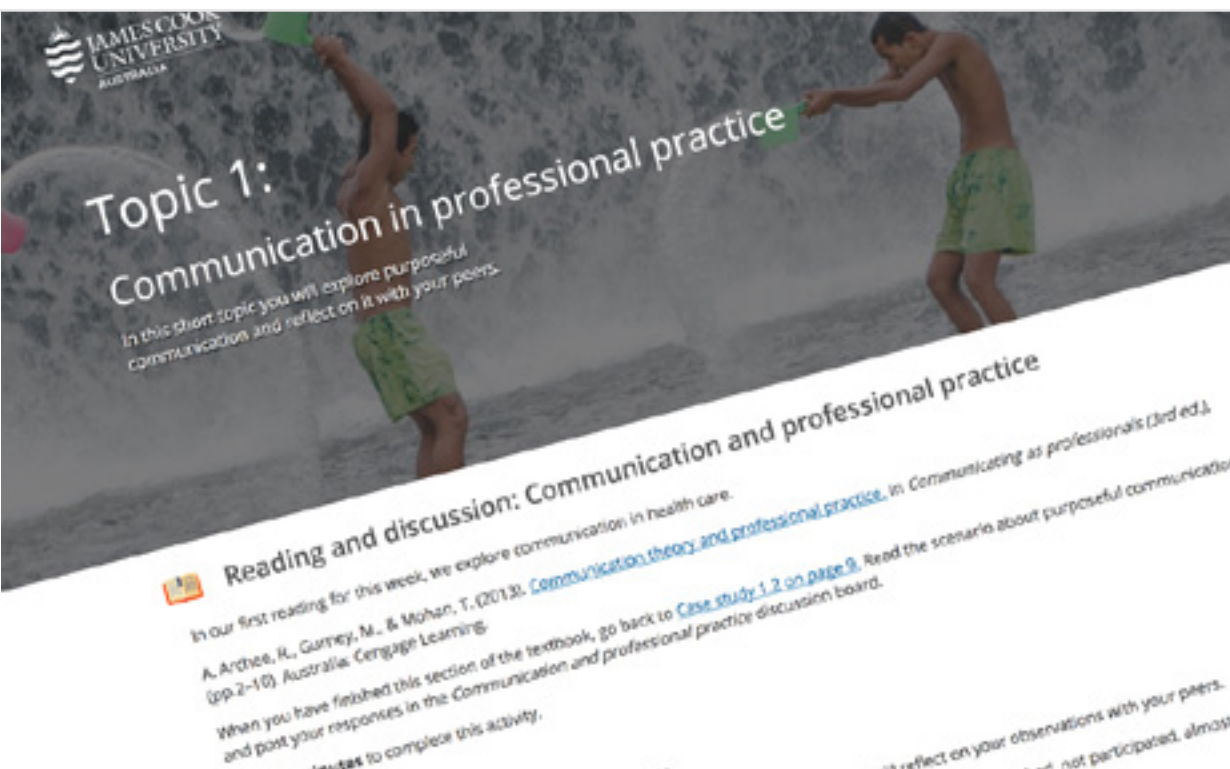 JAMES COOK
UNIVERSITY
AUSTRALIA
Topic 1:
Communication in professional practice
In this short topic you will explore purposeful
communication and reflect on it with your peers.
Reading and discussion: Communication and professional practice
In our first reading for this week, we explore communication in health care.
A. Archee, R., Gurney, M., & Mohan, T. (2013). Communication theory and professional practice. in Communicating as professionals (3rd ed.),
(pp.2–10). Australia: Cengage Learning.
When you have finished this section of the textbook, go back to Case study 1.2 on page 9. Read the scenario about purposeful communication
and post your responses in the Communication and professional practice discussion board.
to complete this activity.
reflect on your observations with your peers.
not participated, almost